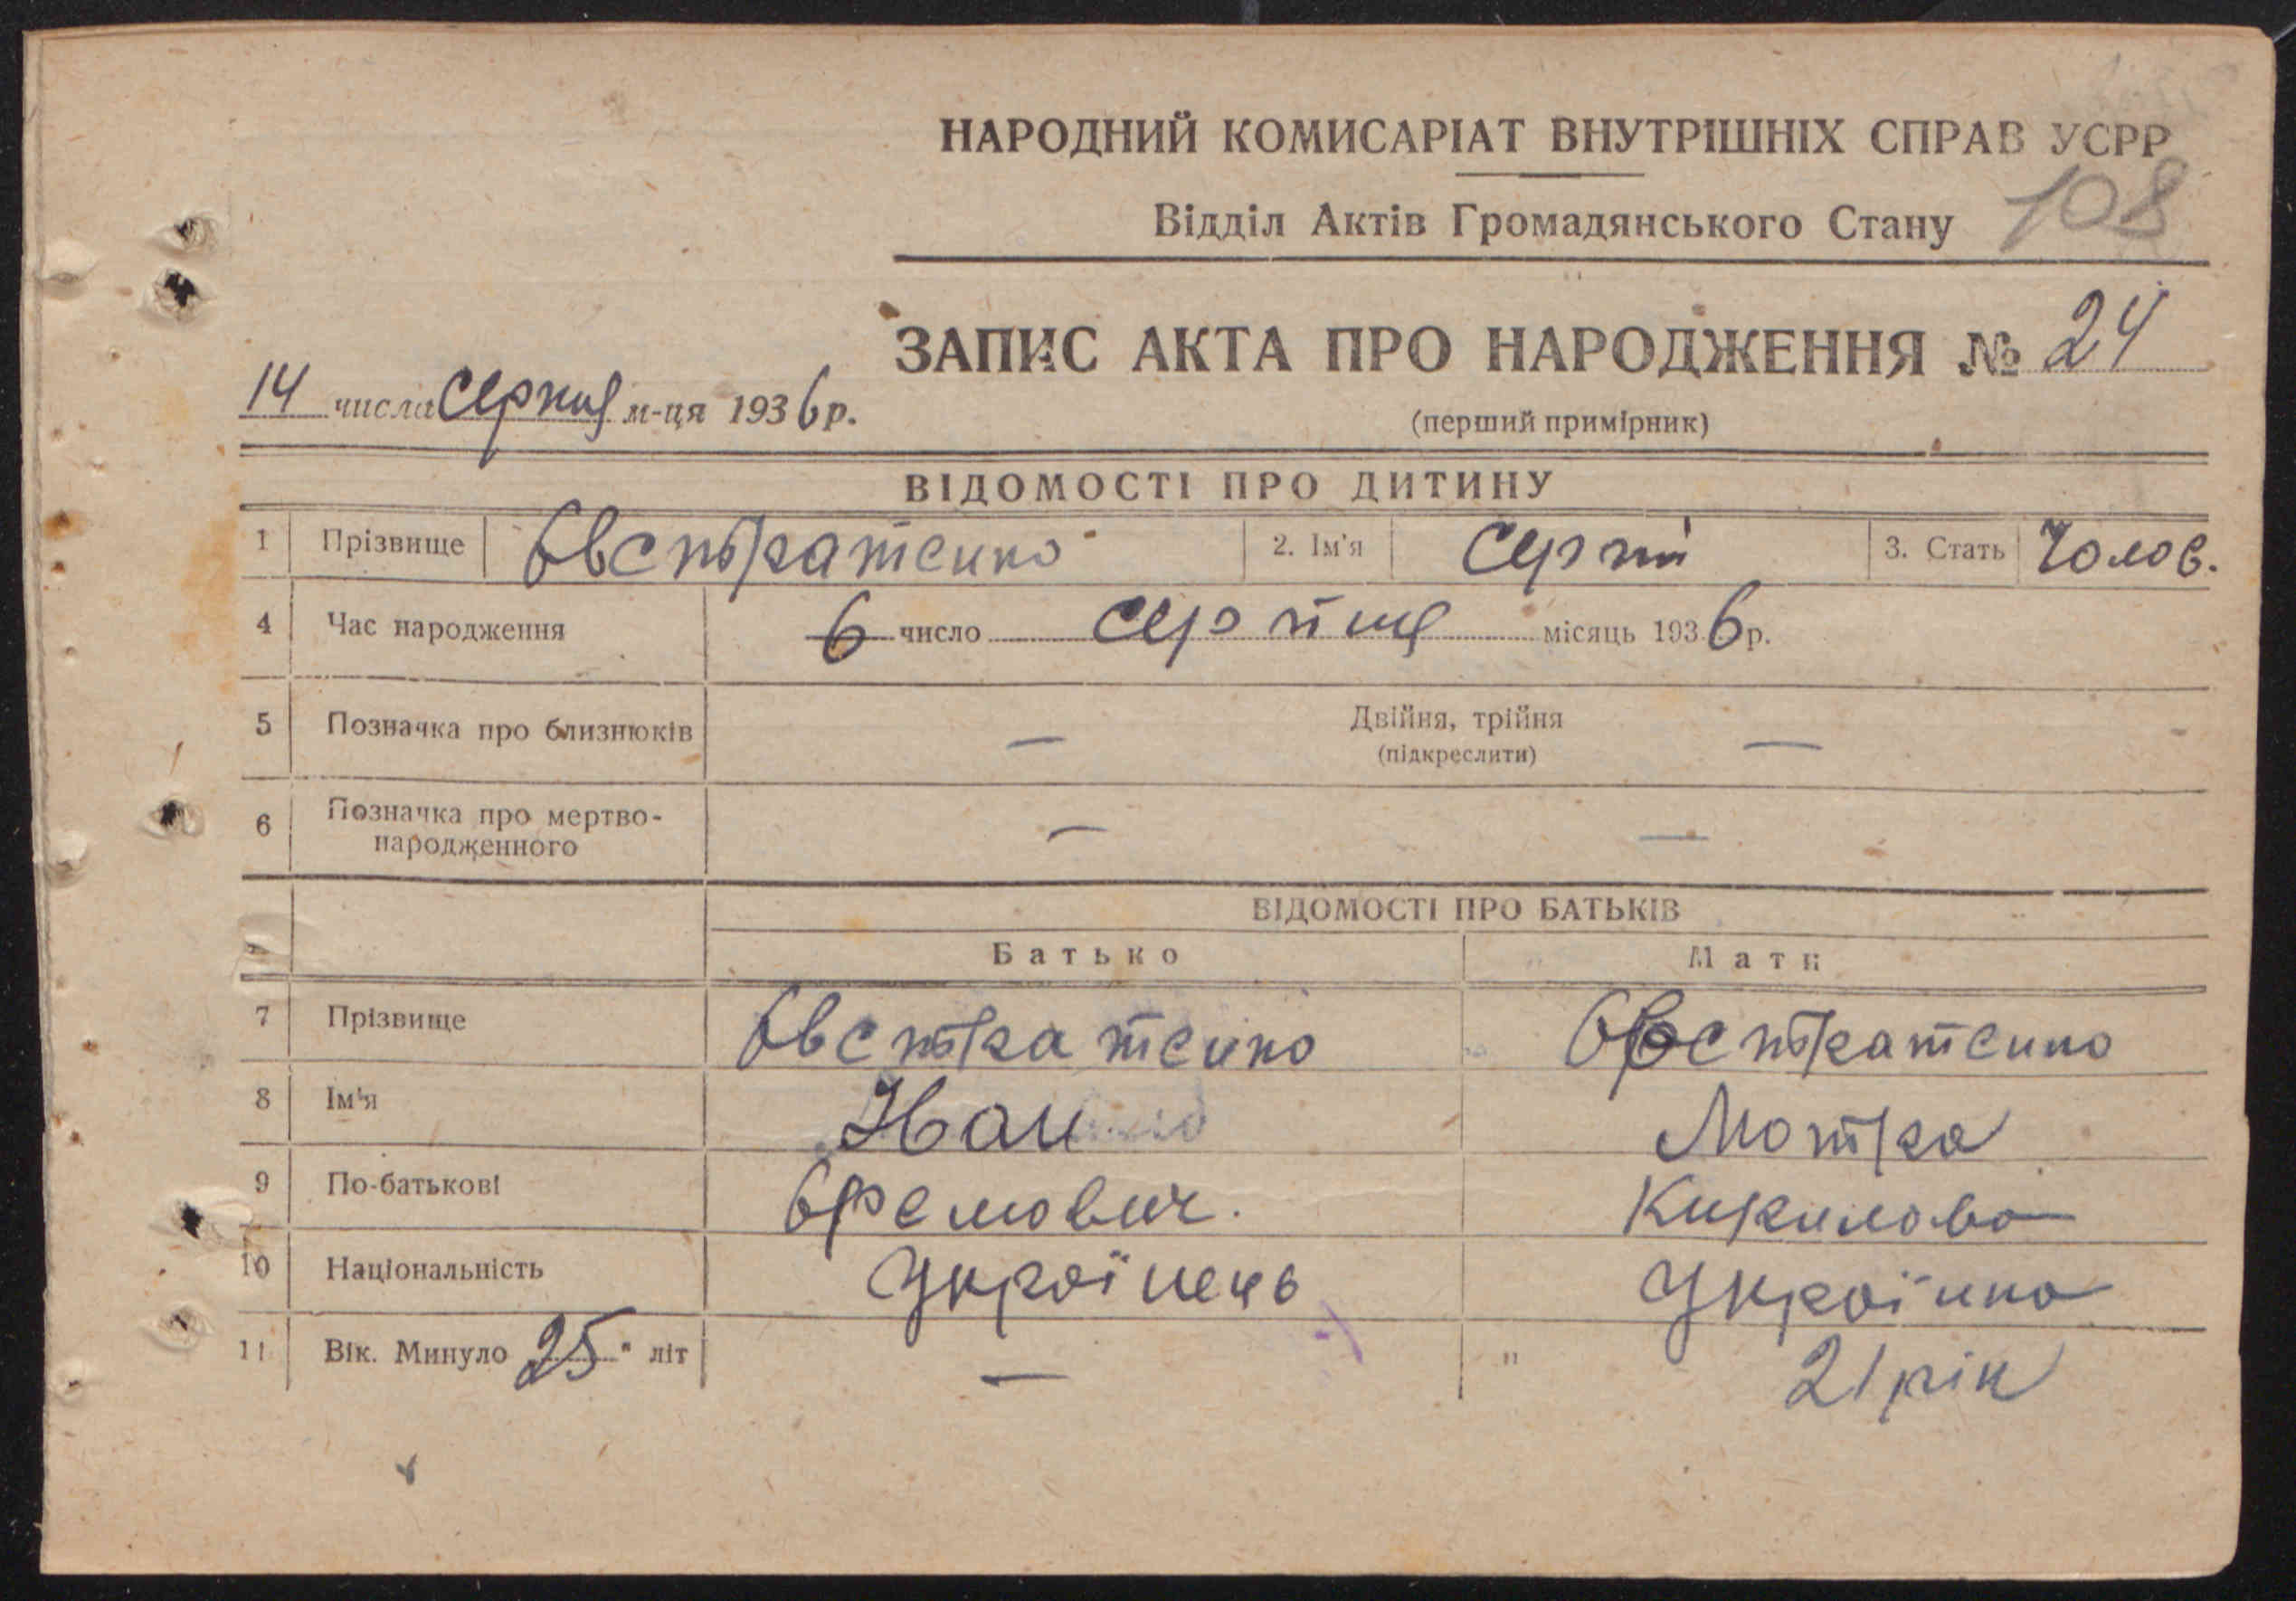 НАРОДНИЙ КОМИСАРІАТ ВНУТРІШНІХ СПРАВ УСРР
108
Відділ Актів Громадянського Стану
ЗАПИС АКТА ПРО НАРОДЖЕННЯ № 24
14 числа серпня м-ця 1936 р.
(перший примірник)
ВІДОМОСТІ ПРО ДИТИНУ
1 Прізвище Євстратенко 2. Ім'я Сергій 3. Стать Чолов.
4 Час народження 6 число серпня місяць 1936 р.
5 Позначка про близнюків — Двійня, трійня —
(підкреслити)
6 Позначка про мертво-
народженного — —
ВІДОМОСТІ ПРО БАТЬКІВ
Батько Мати
7 Прізвище Євстратенко Євстратенко
8 Ім'я Іван Мотра
9 По-батькові Єремович. Кирилова
10 Національність Українець Українка
11 Вік. Минуло 25 " літ — " 21 рік